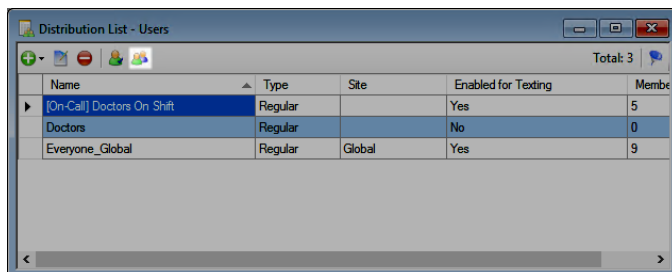 Distribution List - Users
Total: 3
Name Type Site Enabled for Texting Membe
[On-Call] Doctors On Shift Regular Yes 5
Doctors Regular No 0
Everyone_Global Regular Global Yes 9